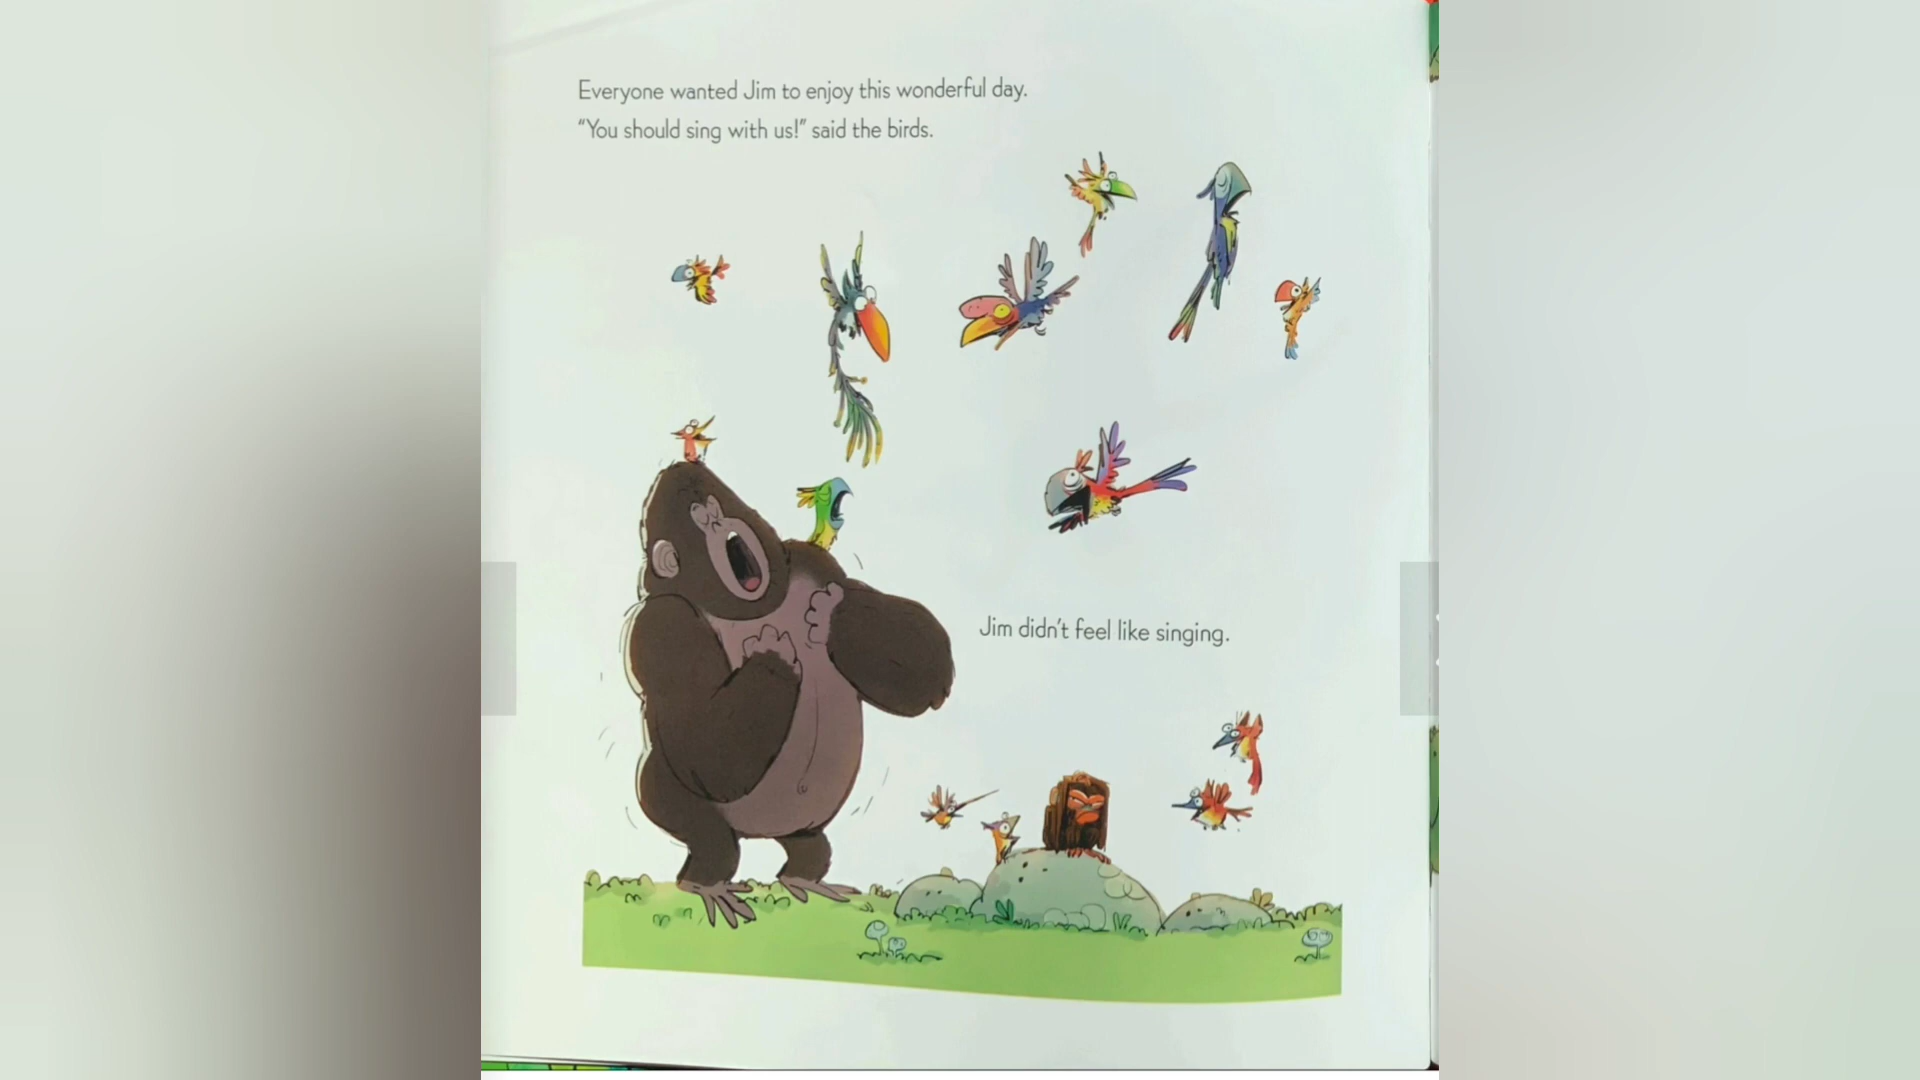 Everyone wanted Jim to enjoy this wonderful day.
“You should sing with us!” said the birds.
Jim didn’t feel like singing.